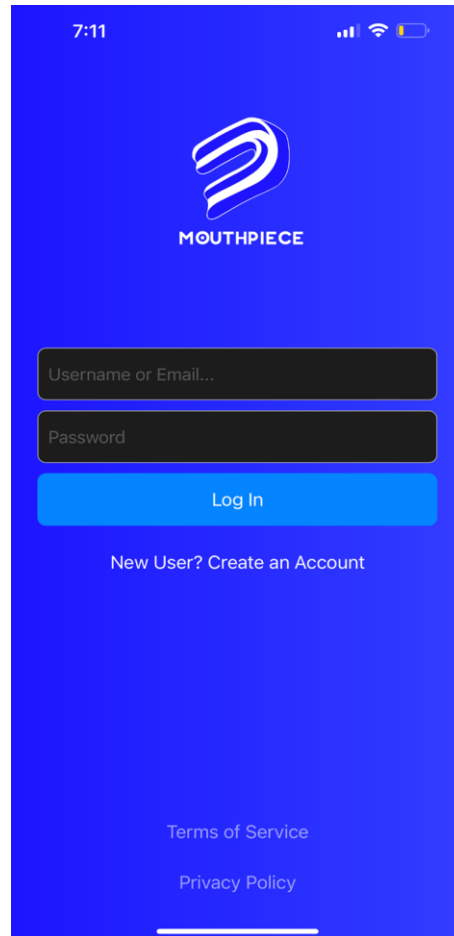 7:11
MOUTHPIECE
Username or Email...
Password
Log In
New User? Create an Account
Terms of Service
Privacy Policy